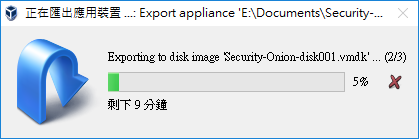 正在匯出應用裝置 ...: Export appliance 'E:\Documents\Security-...
Exporting to disk image 'Security-Onion-disk001.vmdk' ... (2/3)
5%
剩下 9 分鐘